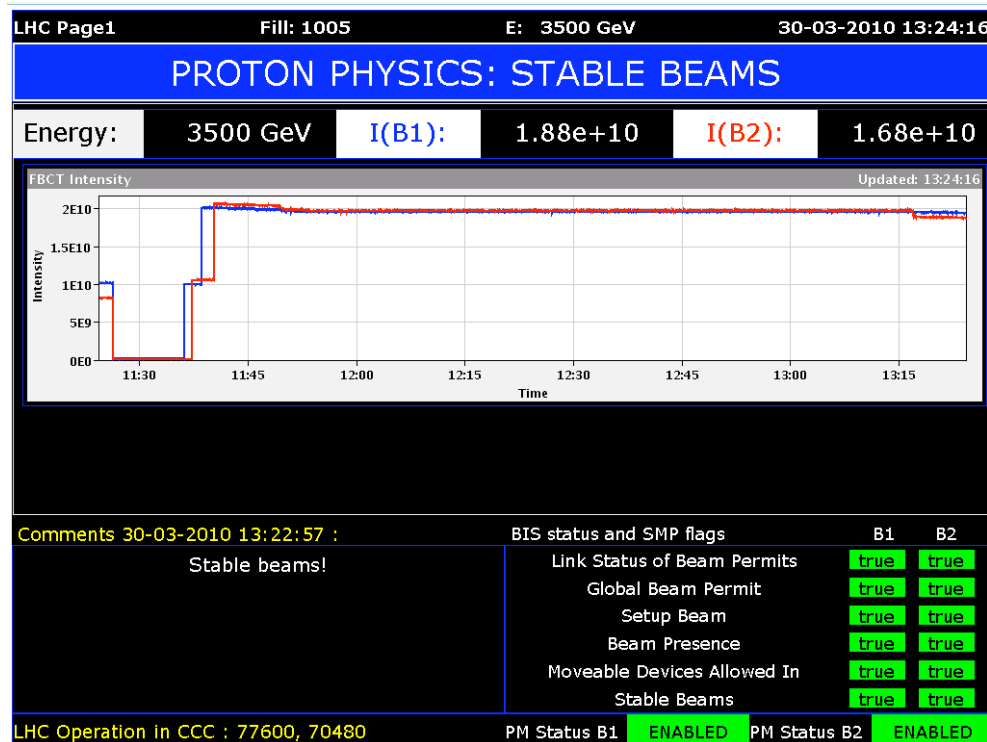 LHC Page1 Fill: 1005 E: 3500 GeV 30-03-2010 13:24:16
PROTON PHYSICS: STABLE BEAMS
Energy: 3500 GeV I(B1): 1.88e+10 I(B2): 1.68e+10
FBCT Intensity Updated: 13:24:16
2E10
1.5E10
1E10
5E9
0E0
Intensity
11:30 11:45 12:00 12:15 12:30 12:45 13:00 13:15
Time
Comments 30-03-2010 13:22:57 :
Stable beams!
BIS status and SMP flags B1 B2
Link Status of Beam Permits true true
Global Beam Permit true true
Setup Beam true true
Beam Presence true true
Moveable Devices Allowed In true true
Stable Beams true true
LHC Operation in CCC : 77600, 70480 PM Status B1 ENABLED PM Status B2 ENABLED